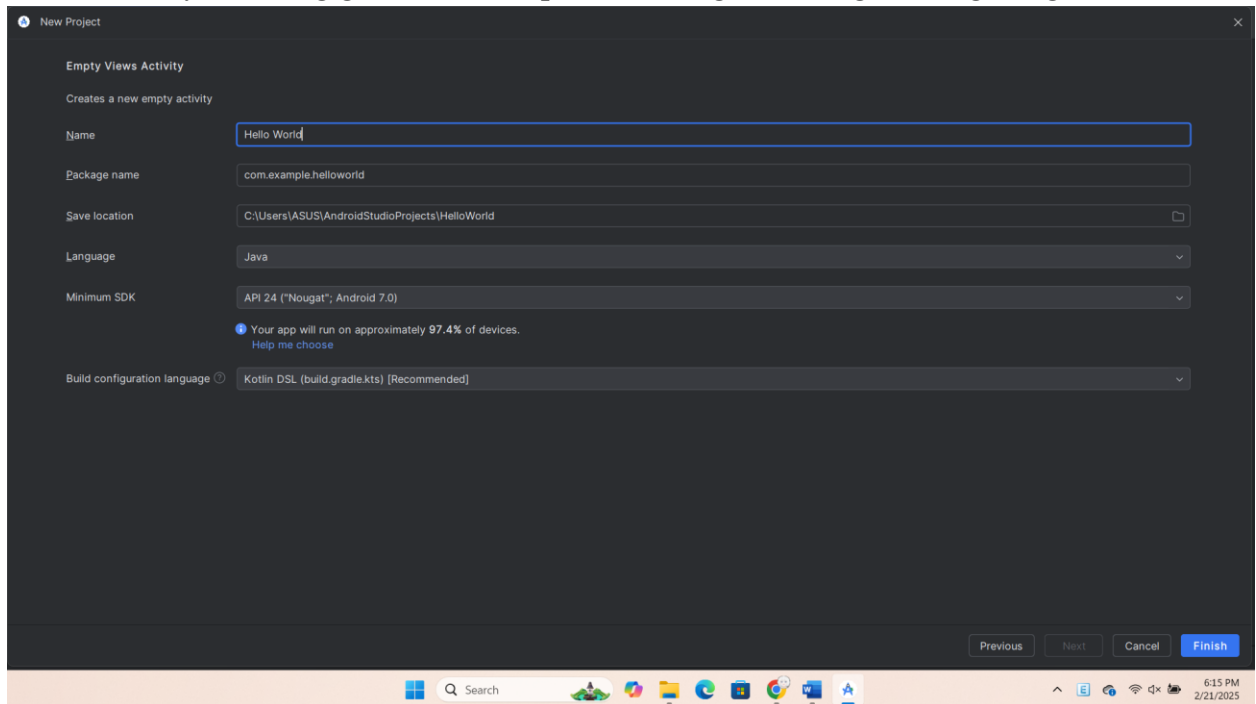 New Project
Empty Views Activity
Creates a new empty activity
Name Hello World
Package name com.example.helloworld
Save location C:\Users\ASUS\AndroidStudioProjects\HelloWorld
Language Java
Minimum SDK API 24 ("Nougat"; Android 7.0)
Your app will run on approximately 97.4% of devices.
Help me choose
Build configuration language Kotlin DSL (build.gradle.kts) [Recommended]
Previous Next Cancel Finish
Search 6:15 PM
2/21/2025